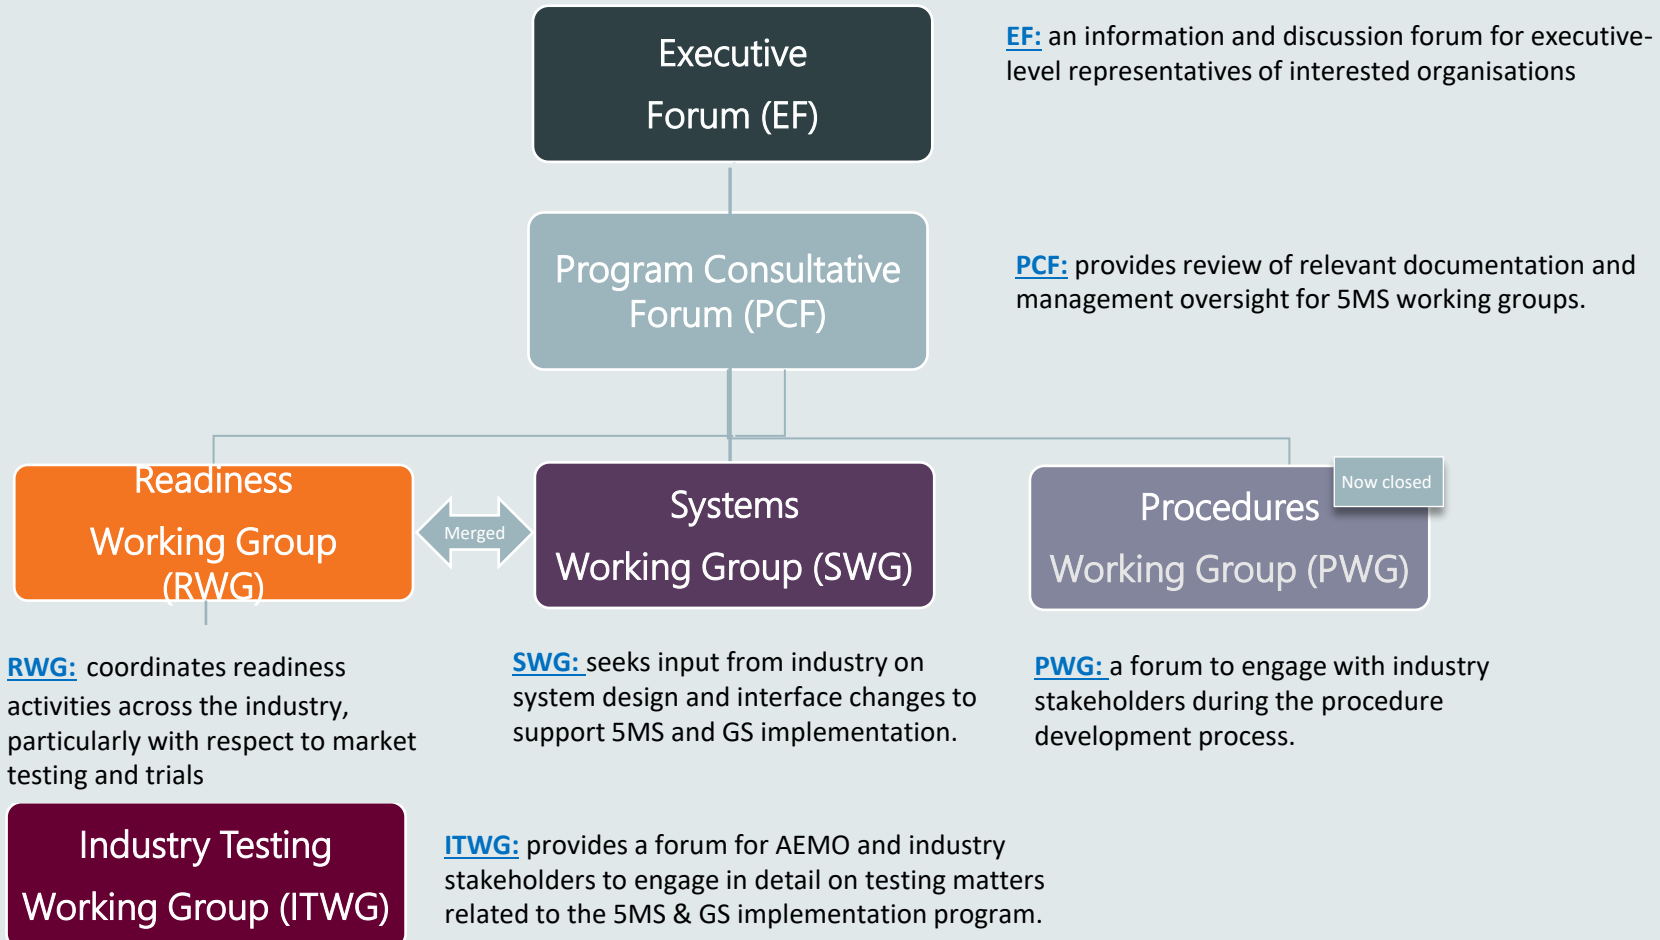 Executive
Forum (EF)
EF: an information and discussion forum for executive-
level representatives of interested organisations
Program Consultative
Forum (PCF)
PCF: provides review of relevant documentation and
management oversight for 5MS working groups.
Readiness
Working Group
(RWG)
Merged
Systems
Working Group (SWG)
Now closed
Procedures
Working Group (PWG)
RWG: coordinates readiness
activities across the industry,
particularly with respect to market
testing and trials
SWG: seeks input from industry on
system design and interface changes to
support 5MS and GS implementation.
PWG: a forum to engage with industry
stakeholders during the procedure
development process.
Industry Testing
Working Group (ITWG)
ITWG: provides a forum for AEMO and industry
stakeholders to engage in detail on testing matters
related to the 5MS & GS implementation program.